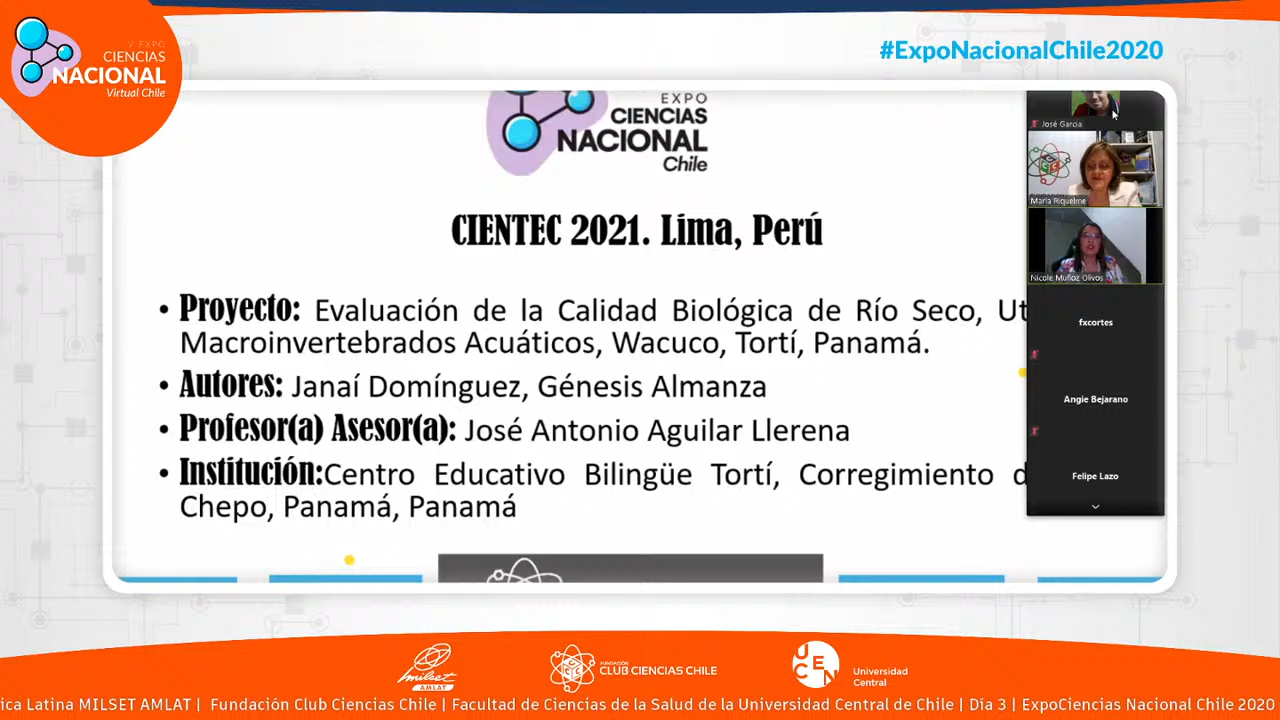 V EXPO
CIENCIAS
NACIONAL
Virtual Chile
#ExpoNacionalChile2020
EXPO
CIENCIAS
NACIONAL
Chile
CIENTEC 2021. Lima, Perú
• Proyecto: Evaluación de la Calidad Biológica de Río Seco, Ut
Macroinvertebrados Acuáticos, Wacuco, Tortí, Panamá.
• Autores: Janaí Domínguez, Génesis Almanza
• Profesor(a) Asesor(a): José Antonio Aguilar Llerena
• Institución:Centro Educativo Bilingüe Tortí, Corregimiento d
Chepo, Panamá, Panamá
José Garcia
Maria Riquelme
Nicole Muñoz Olivos
fxcortes
Angie Bejarano
Felipe Lazo
milset
AMLAT
FUNDACIÓN
CLUB CIENCIAS CHILE
UCEN
Universidad
Central
ica Latina MILSET AMLAT | Fundación Club Ciencias Chile | Facultad de Ciencias de la Salud de la Universidad Central de Chile | Día 3 | ExpoCiencias Nacional Chile 2020